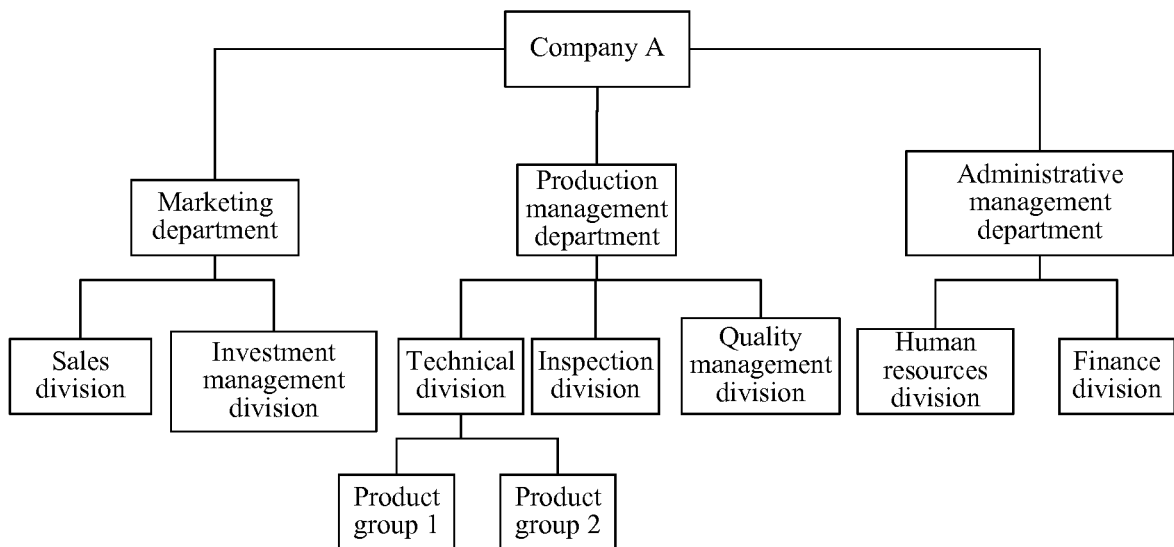 Company A
Marketing
department
Production
management
department
Administrative
management
department
Sales
division
Investment
management
division
Technical
division
Inspection
division
Quality
management
division
Human
resources
division
Finance
division
Product
group 1
Product
group 2